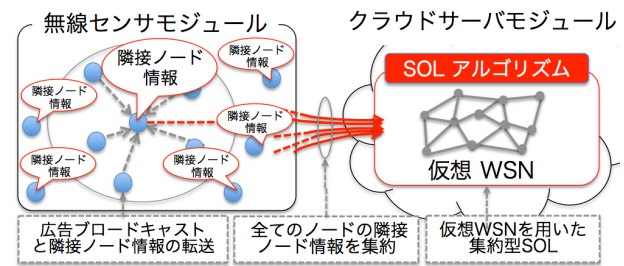 無線センサモジュール
クラウドサーバモジュール
隣接ノード
情報
隣接ノード
情報
隣接ノード
情報
隣接ノード
情報
隣接ノード
情報
隣接ノード
情報
隣接ノード
情報
SOL アルゴリズム
仮想 WSN
広告ブロードキャスト
と隣接ノード情報の転送
全てのノードの隣接
ノード情報を集約
仮想WSNを用いた
集約型SOL